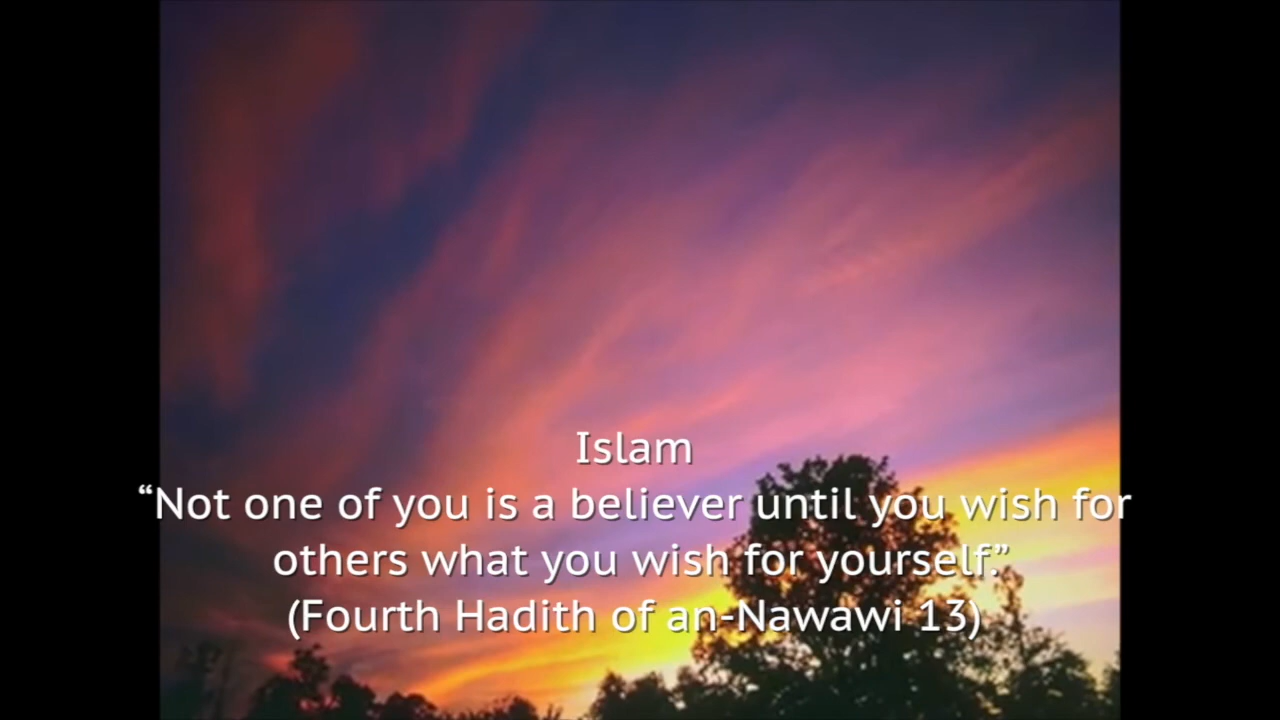 Islam
“Not one of you is a believer until you wish for
others what you wish for yourself.”
(Fourth Hadith of an-Nawawi 13)